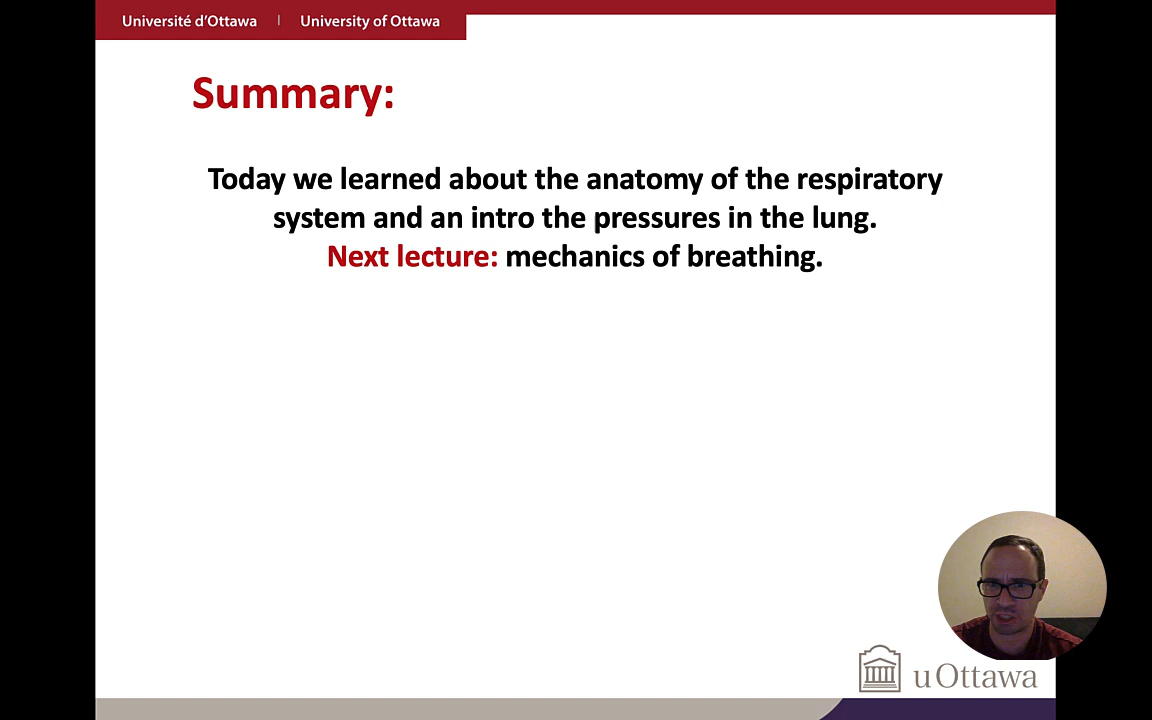 Université d'Ottawa | University of Ottawa
Summary:
Today we learned about the anatomy of the respiratory
system and an intro the pressures in the lung.
Next lecture: mechanics of breathing.
uOttawa